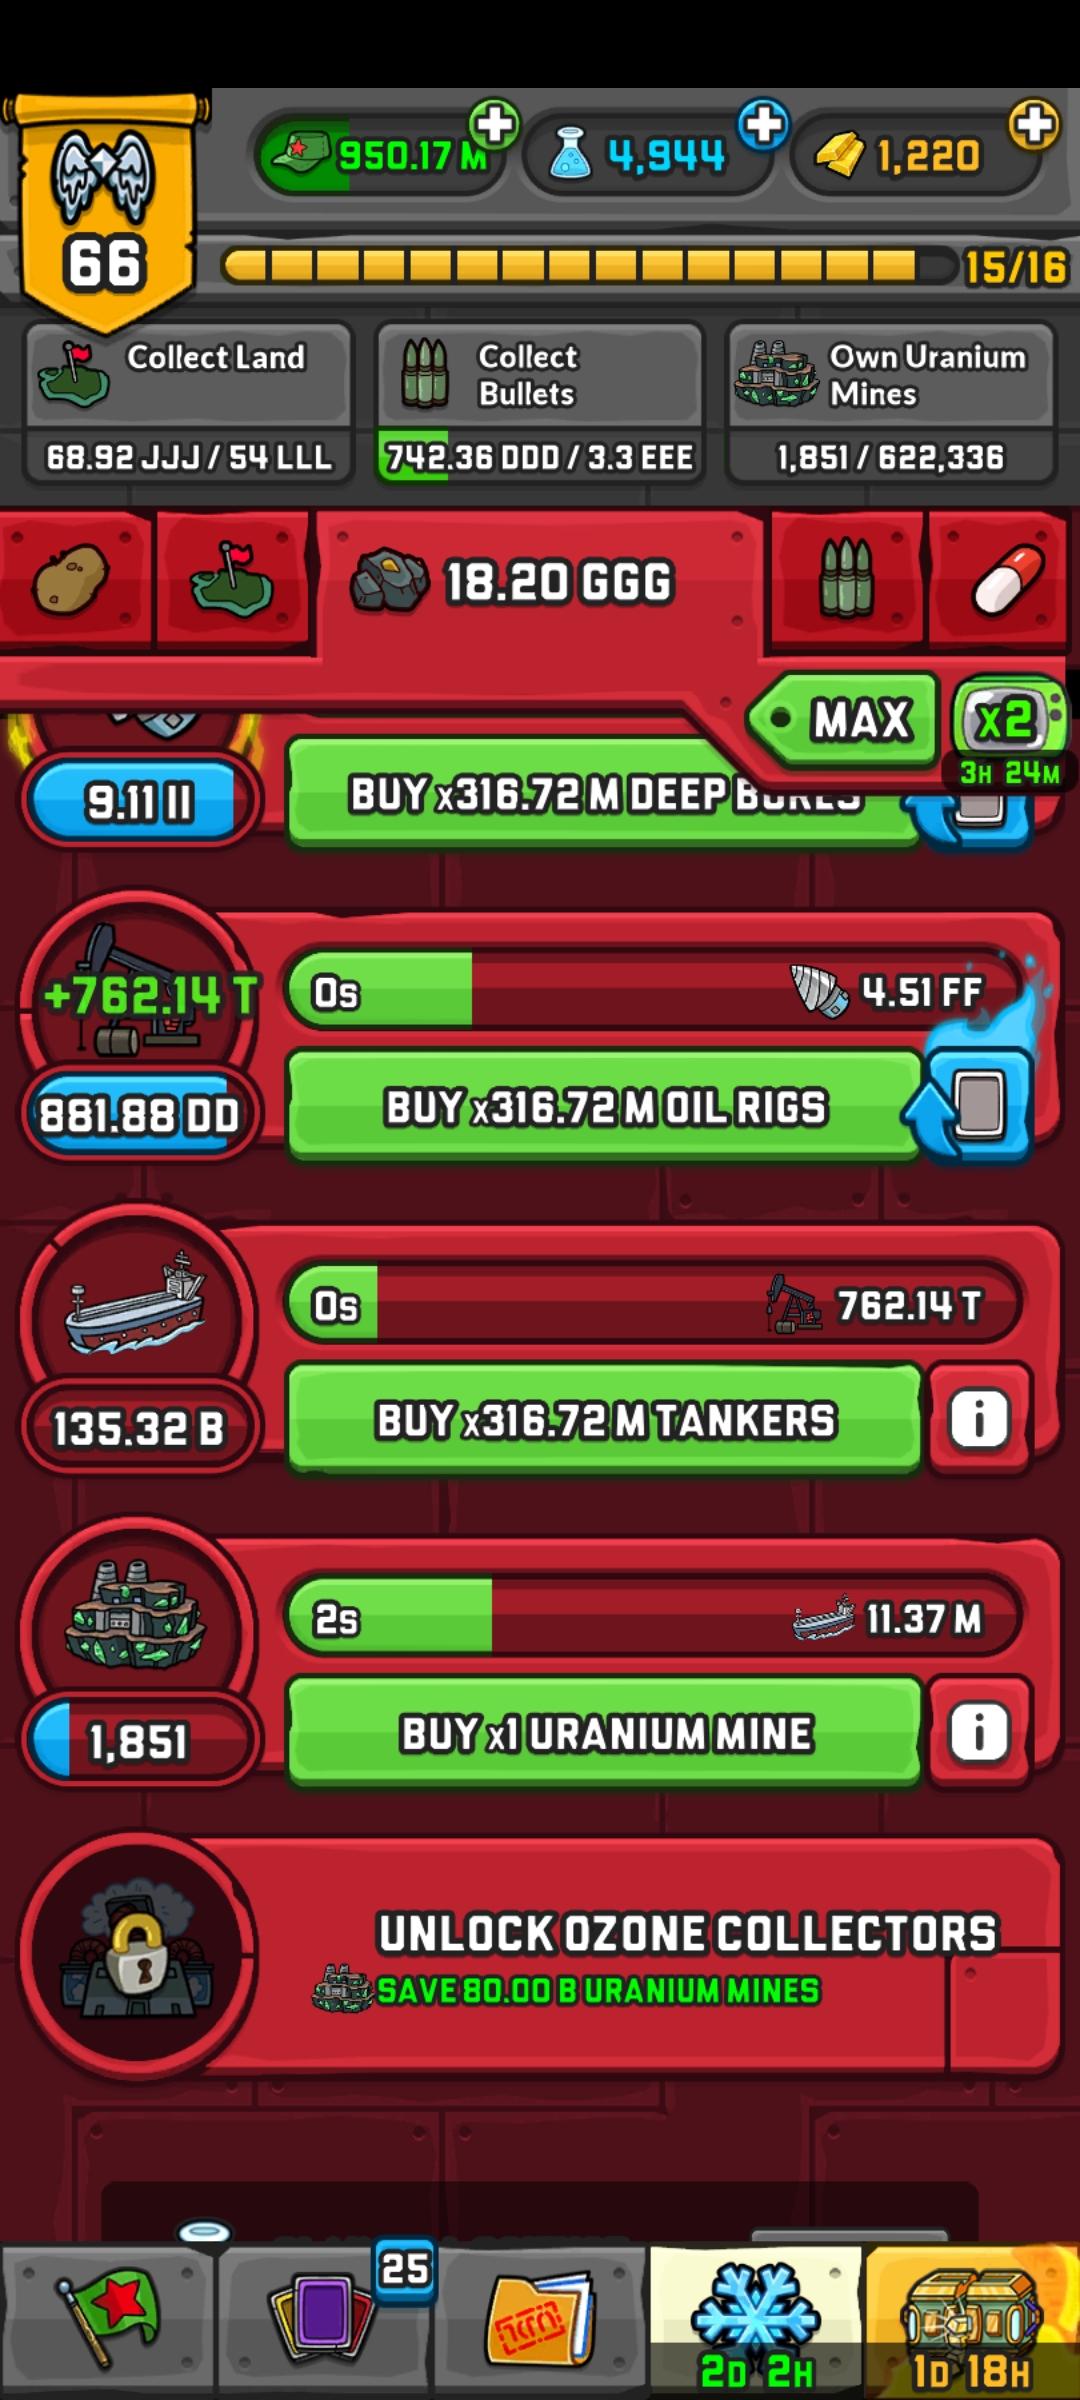 950.17 M
4,944
1,220
66
15/16
Collect Land
68.92 JJJ / 54 LLL
Collect
Bullets
742.36 DDD / 3.3 EEE
Own Uranium
Mines
1,851 / 622,336
18.20 GGG
MAX
x2
3H 24M
9.11 II
BUY x316.72 M DEEP BORES
+762.14 T
0s
4.51 FF
881.88 DD
BUY x316.72 M OIL RIGS
0s
762.14 T
135.32 B
BUY x316.72 M TANKERS
i
2s
11.37 M
1,851
BUY x1 URANIUM MINE
i
UNLOCK OZONE COLLECTORS
SAVE 80.00 B URANIUM MINES
25
2D 2H
1D 18H